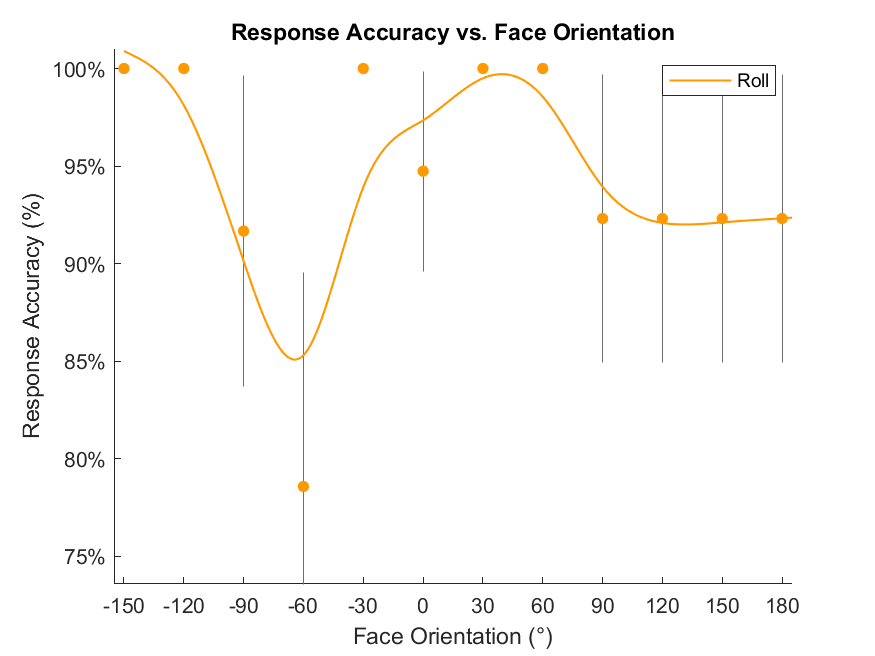 Response Accuracy vs. Face Orientation
Roll
100%
95%
90%
85%
80%
75%
Response Accuracy (%)
-150 -120 -90 -60 -30 0 30 60 90 120 150 180
Face Orientation (°)